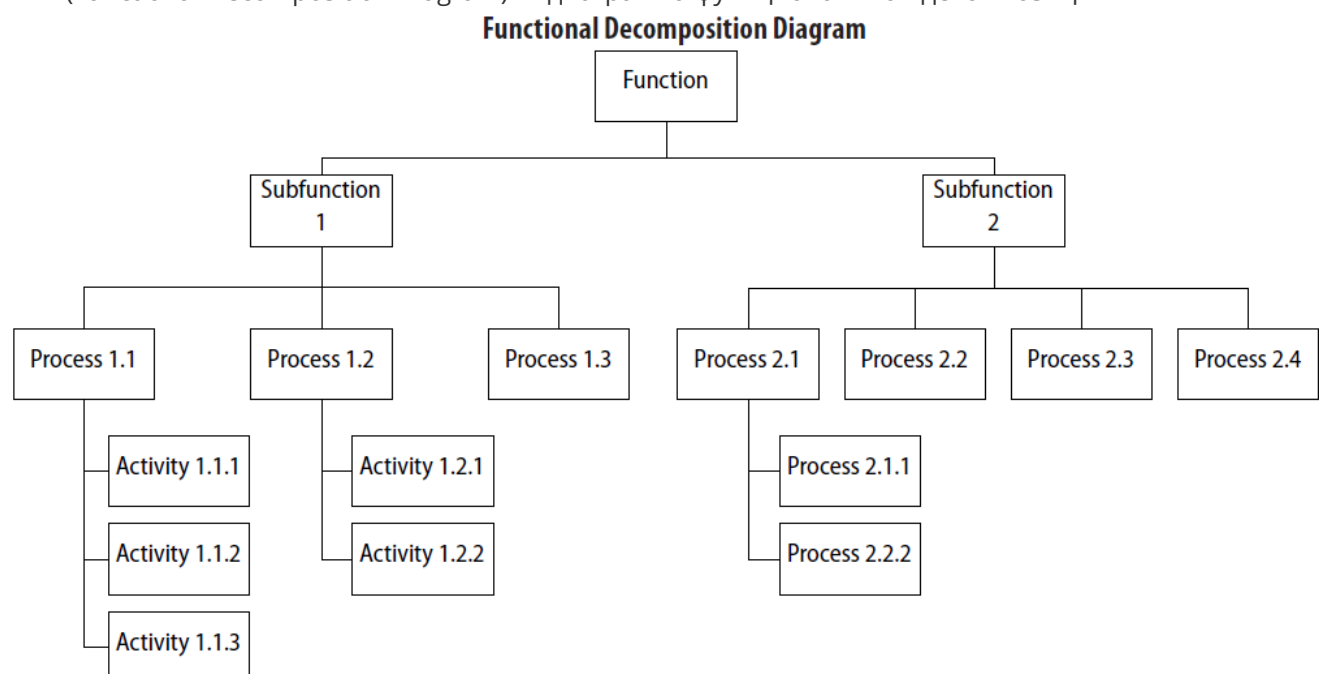 Functional Decomposition Diagram
Function
Subfunction
1
Subfunction
2
Process 1.1
Process 1.2
Process 1.3
Process 2.1
Process 2.2
Process 2.3
Process 2.4
Activity 1.1.1
Activity 1.2.1
Process 2.1.1
Activity 1.1.2
Activity 1.2.2
Process 2.2.2
Activity 1.1.3